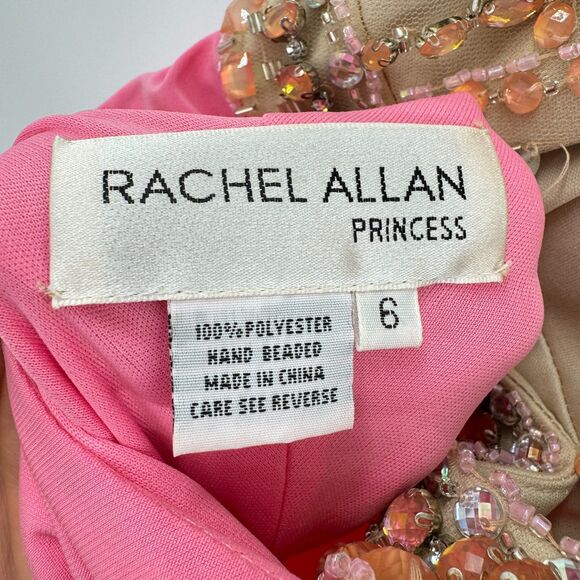 RACHEL ALLAN
PRINCESS
6
100% POLYESTER
HAND BEADED
MADE IN CHINA
CARE SEE REVERSE